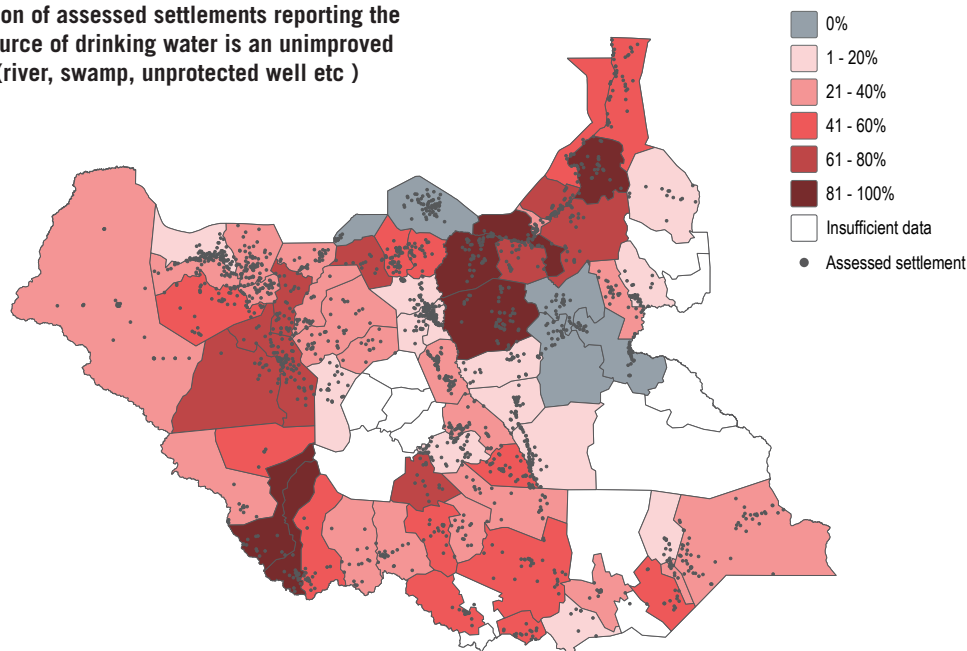 ion of assessed settlements reporting the
urce of drinking water is an unimproved
(river, swamp, unprotected well etc )
0%
1 - 20%
21 - 40%
41 - 60%
61 - 80%
81 - 100%
Insufficient data
Assessed settlement